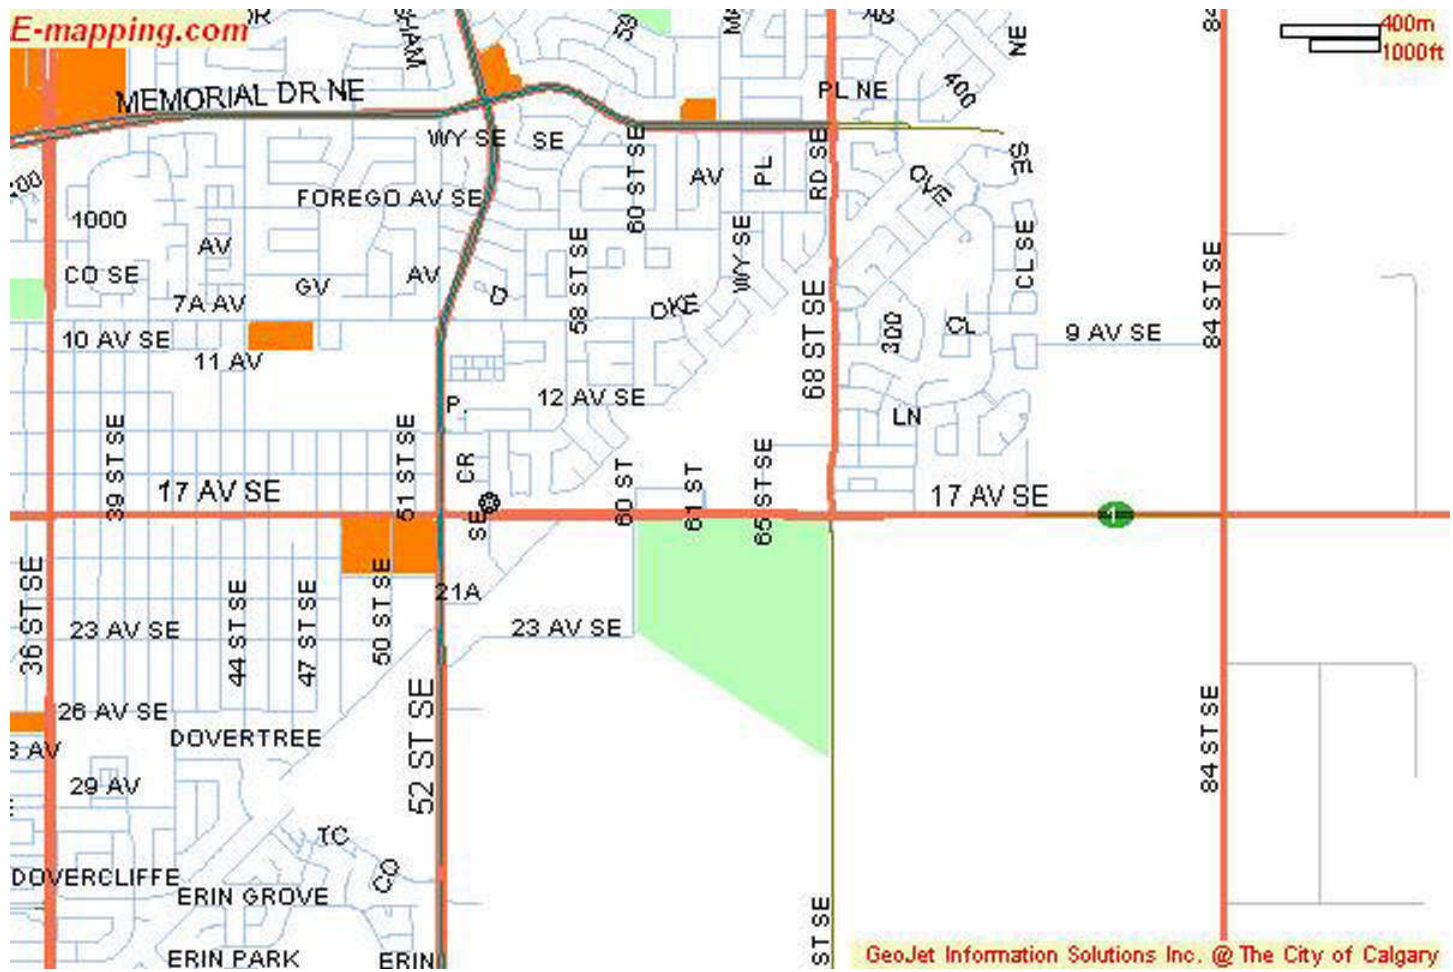 E-mapping.com
400m
1000ft
MEMORIAL DR NE
PL NE
400
NE
WY SE
SE
60 ST SE
AV
PL
RD SE
SE
OVE
FOREGO AV SE
1000
AV
CO SE
7A AV
GV
AV
58 ST SE
WY SE
CL SE
84 ST SE
OKE
68 ST SE
300
CL
9 AV SE
10 AV SE
11 AV
12 AV SE
LN
39 ST SE
51 ST SE
CR
60 ST
61 ST
65 ST SE
17 AV SE
17 AV SE
1
SE
36 ST SE
44 ST SE
47 ST SE
50 ST SE
21A
23 AV SE
23 AV SE
26 AV SE
52 ST SE
84 ST SE
DOVERTREE
29 AV
TC
CO
DOVERCLIFFE
ERIN GROVE
ERIN PARK
ERIN
ST SE
GeoJet Information Solutions Inc. @ The City of Calgary